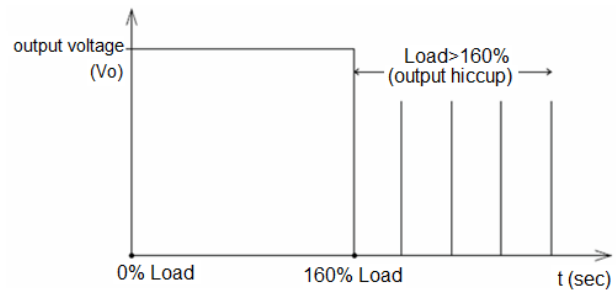 output voltage
(Vo)
Load>160%
(output hiccup)
0% Load
160% Load
t (sec)